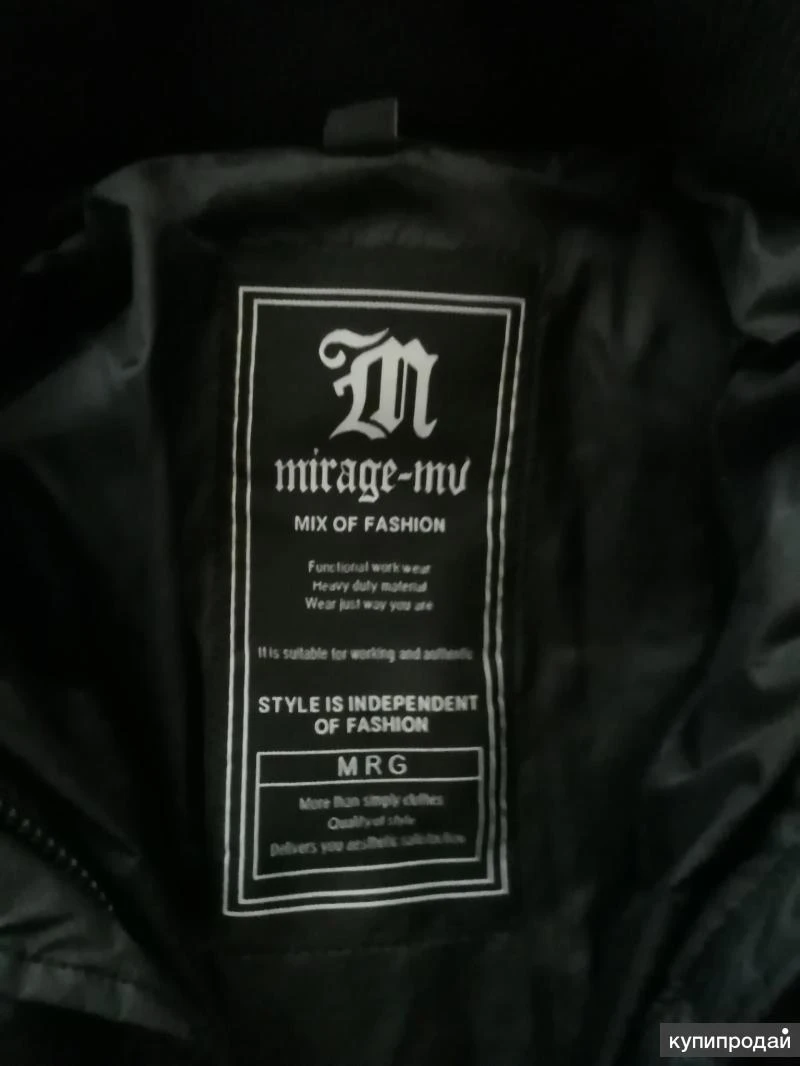 M
mirage-mv
MIX OF FASHION
Functional work wear
Heavy duty material
Wear just way you are
It is suitable for working and authentic
STYLE IS INDEPENDENT
OF FASHION
MRG
More than simply clothes
Quality of style
Delivers you aesthetic satisfaction
купипродай